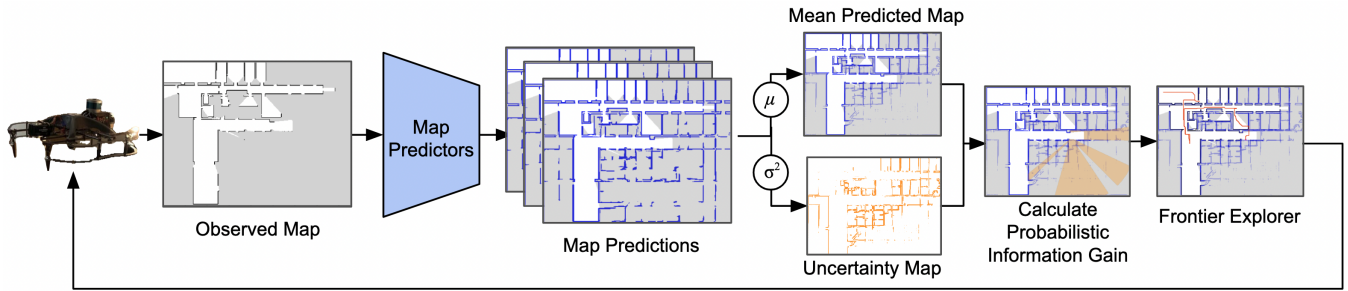 Observed Map
Map
Predictors
Map Predictions
μ
σ²
Mean Predicted Map
Uncertainty Map
Calculate
Probabilistic
Information Gain
Frontier Explorer